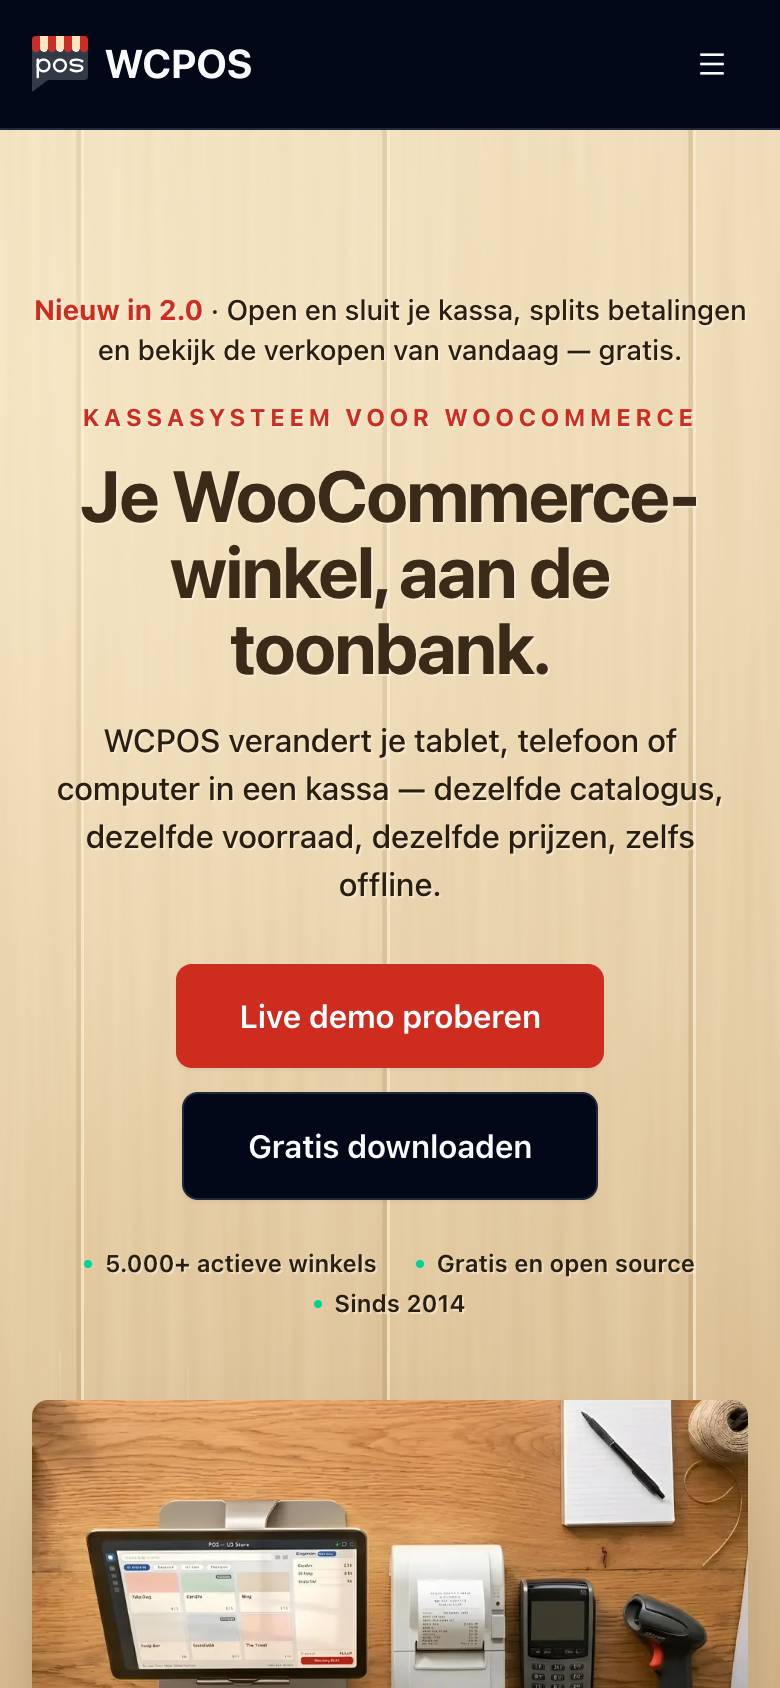 pos WCPOS
Nieuw in 2.0 · Open en sluit je kassa, splits betalingen
en bekijk de verkopen van vandaag — gratis.
KASSASYSTEEM VOOR WOOCOMMERCE
Je WooCommerce-
winkel, aan de
toonbank.
WCPOS verandert je tablet, telefoon of
computer in een kassa — dezelfde catalogus,
dezelfde voorraad, dezelfde prijzen, zelfs
offline.
Live demo proberen
Gratis downloaden
5.000+ actieve winkels
Gratis en open source
Sinds 2014